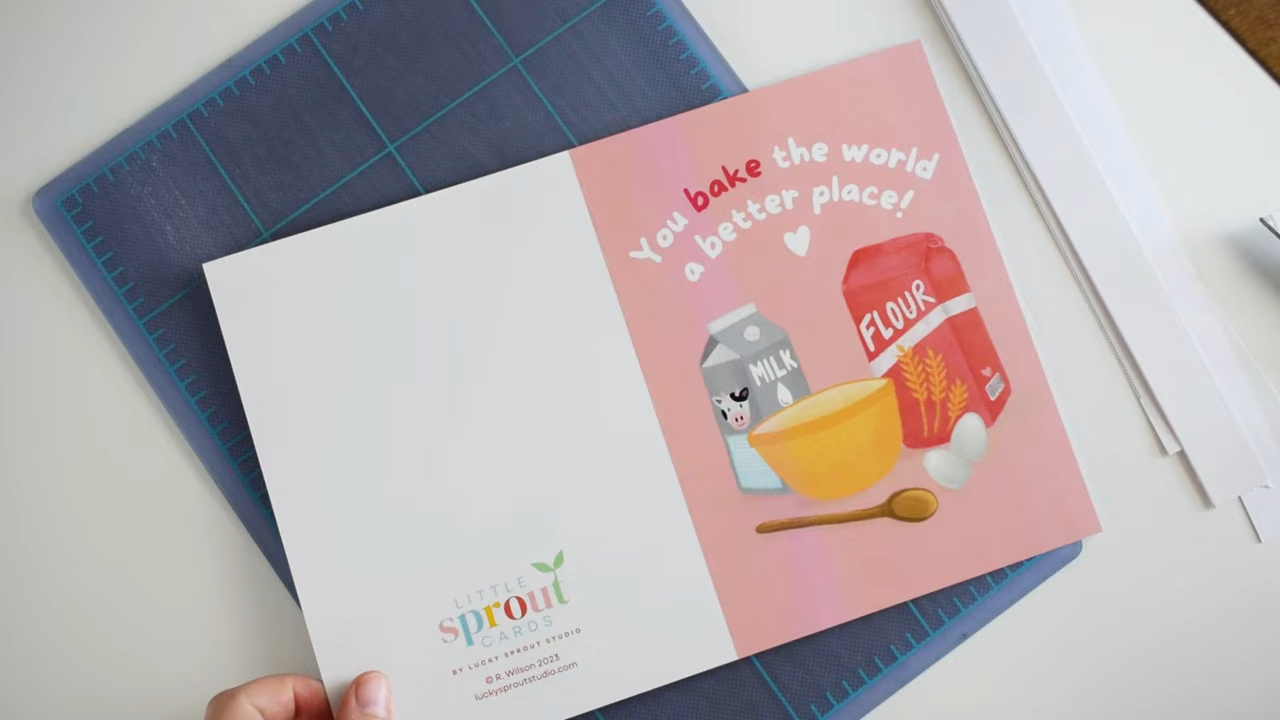 You bake the world
a better place!
FLOUR
MILK
LITTLE
sprout
CARDS
BY LUCKY SPROUT STUDIO
© R. Wilson 2023
luckysproutstudio.com